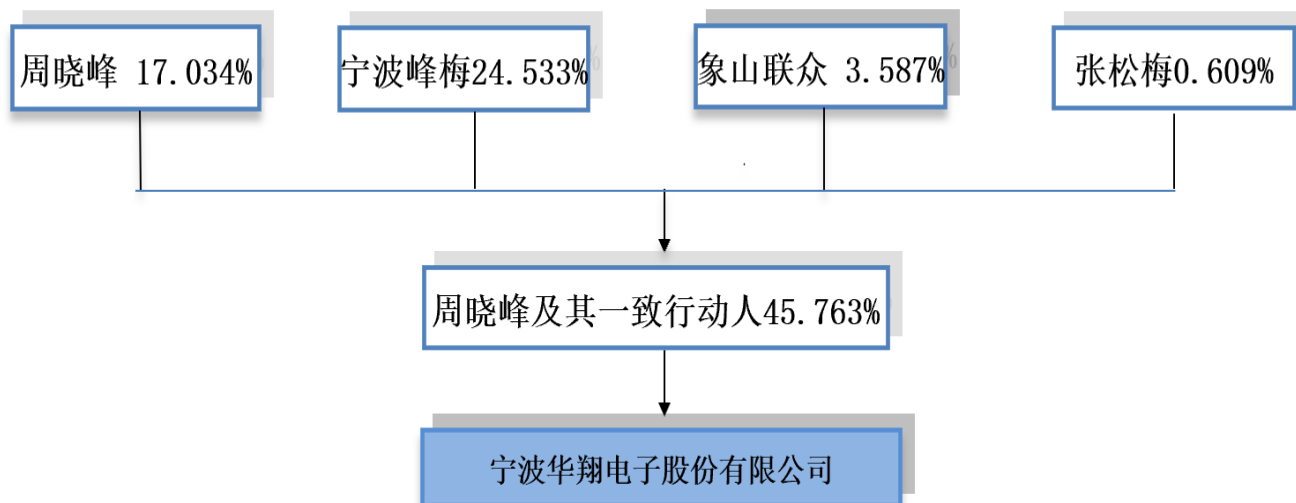 周晓峰 17.034%
宁波峰梅24.533%
象山联众 3.587%
张松梅0.609%
周晓峰及其一致行动人45.763%
宁波华翔电子股份有限公司